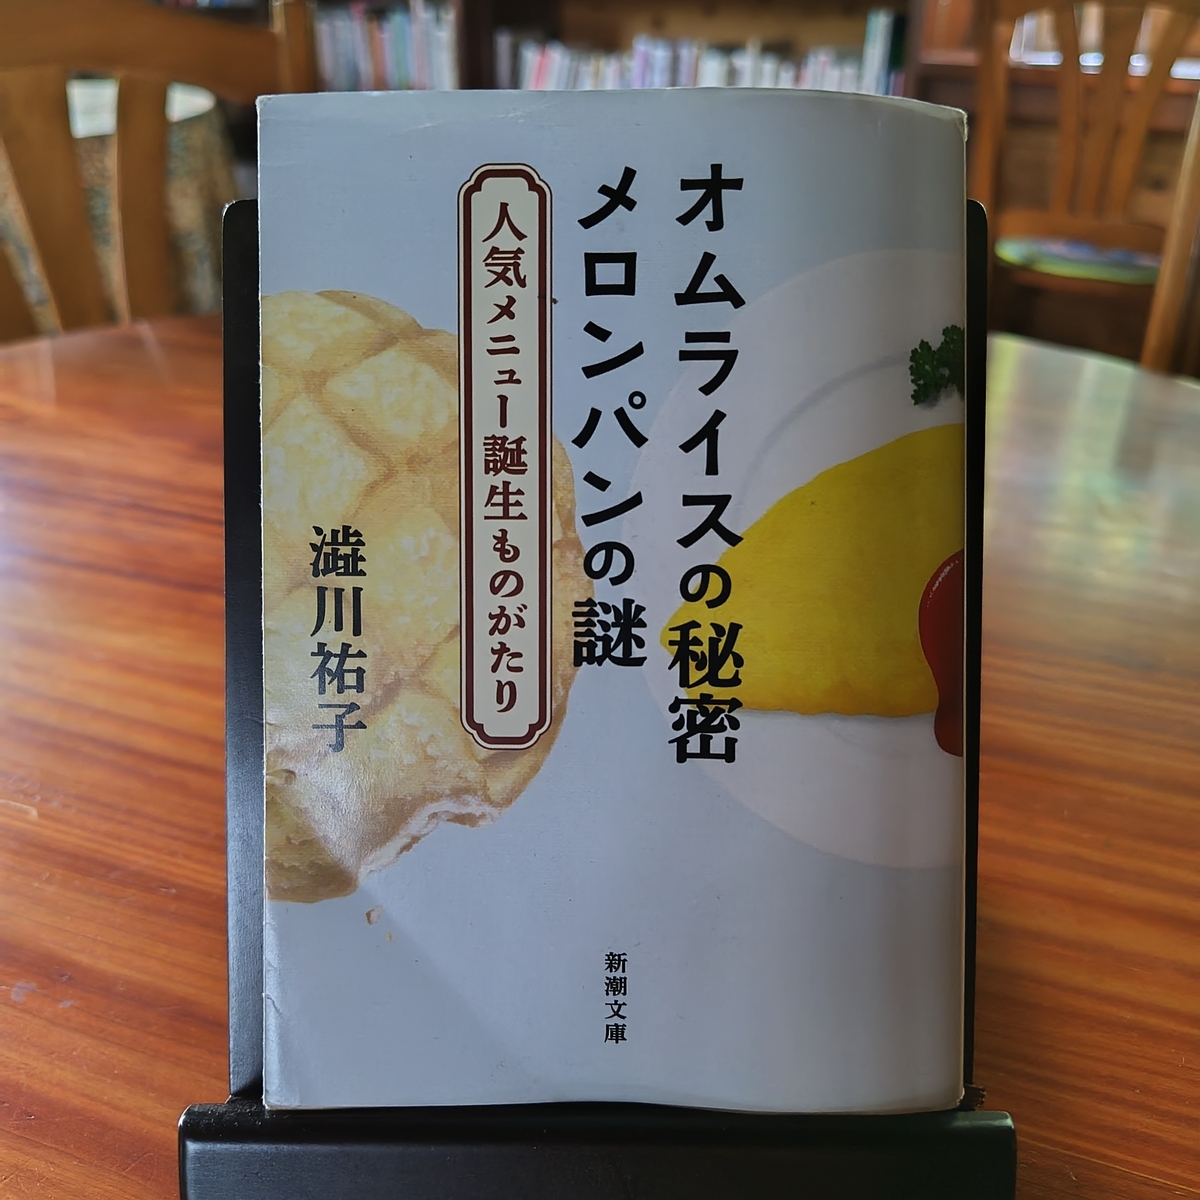 オムライスの秘密
メロンパンの謎
人気メニュー誕生ものがたり
澁川祐子
新潮文庫